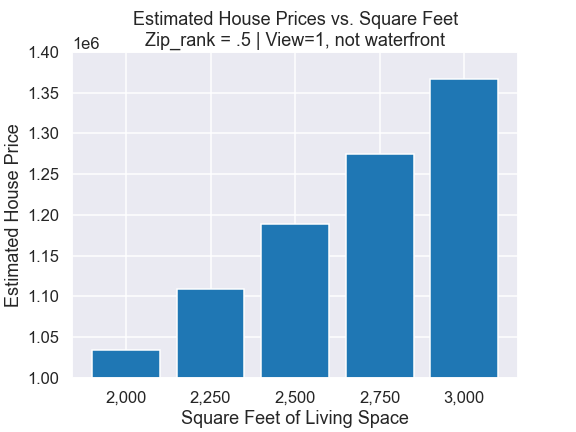 Estimated House Prices vs. Square Feet
Zip_rank = .5 | View=1, not waterfront
1e6
1.40
1.35
1.30
1.25
1.20
1.15
1.10
1.05
1.00
Estimated House Price
2,000 2,250 2,500 2,750 3,000
Square Feet of Living Space